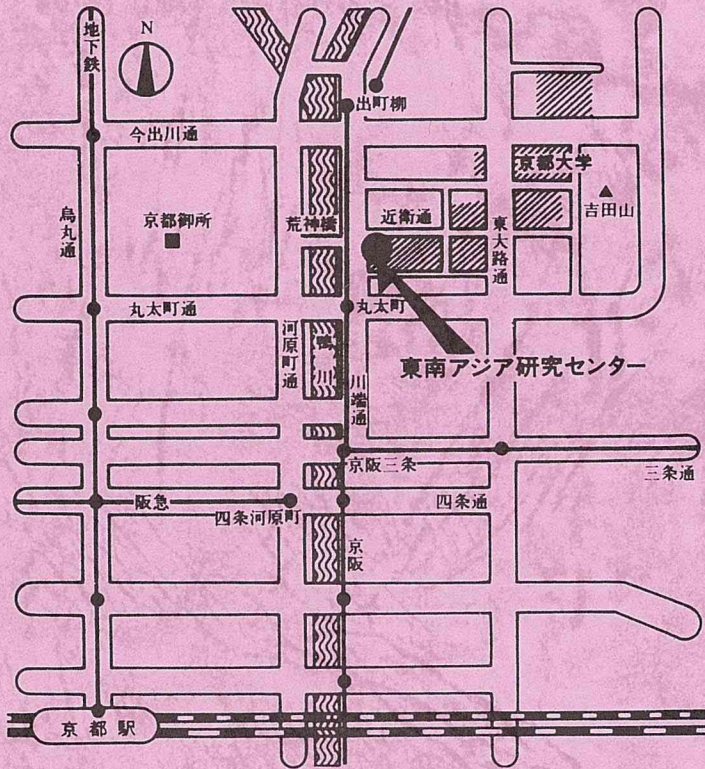 地下鉄
N
出町柳
今出川通
京都大学
吉田山
烏丸通
京都御所
荒神橋
近衛通
東大路通
丸太町通
丸太町
河原町通
鴨川
川端通
東南アジア研究センター
京阪三条
三条通
阪急
四条河原町
四条通
京阪
京都駅